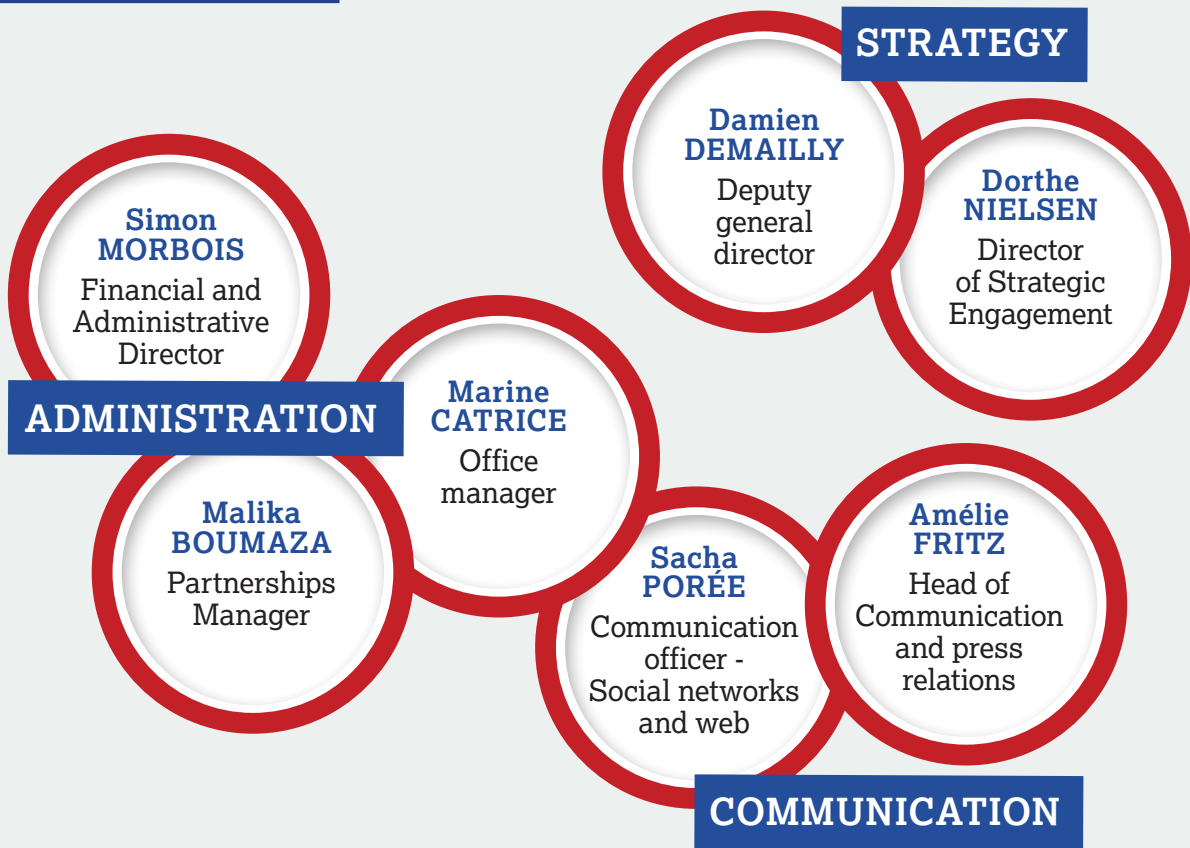 STRATEGY
Damien
DEMAILLY
Deputy
general
director
Dorthe
NIELSEN
Director
of Strategic
Engagement
Simon
MORBOIS
Financial and
Administrative
Director
ADMINISTRATION
Marine
CATRICE
Office
manager
Malika
BOUMAZA
Partnerships
Manager
Sacha
PORÉE
Communication
officer -
Social networks
and web
Amélie
FRITZ
Head of
Communication
and press
relations
COMMUNICATION